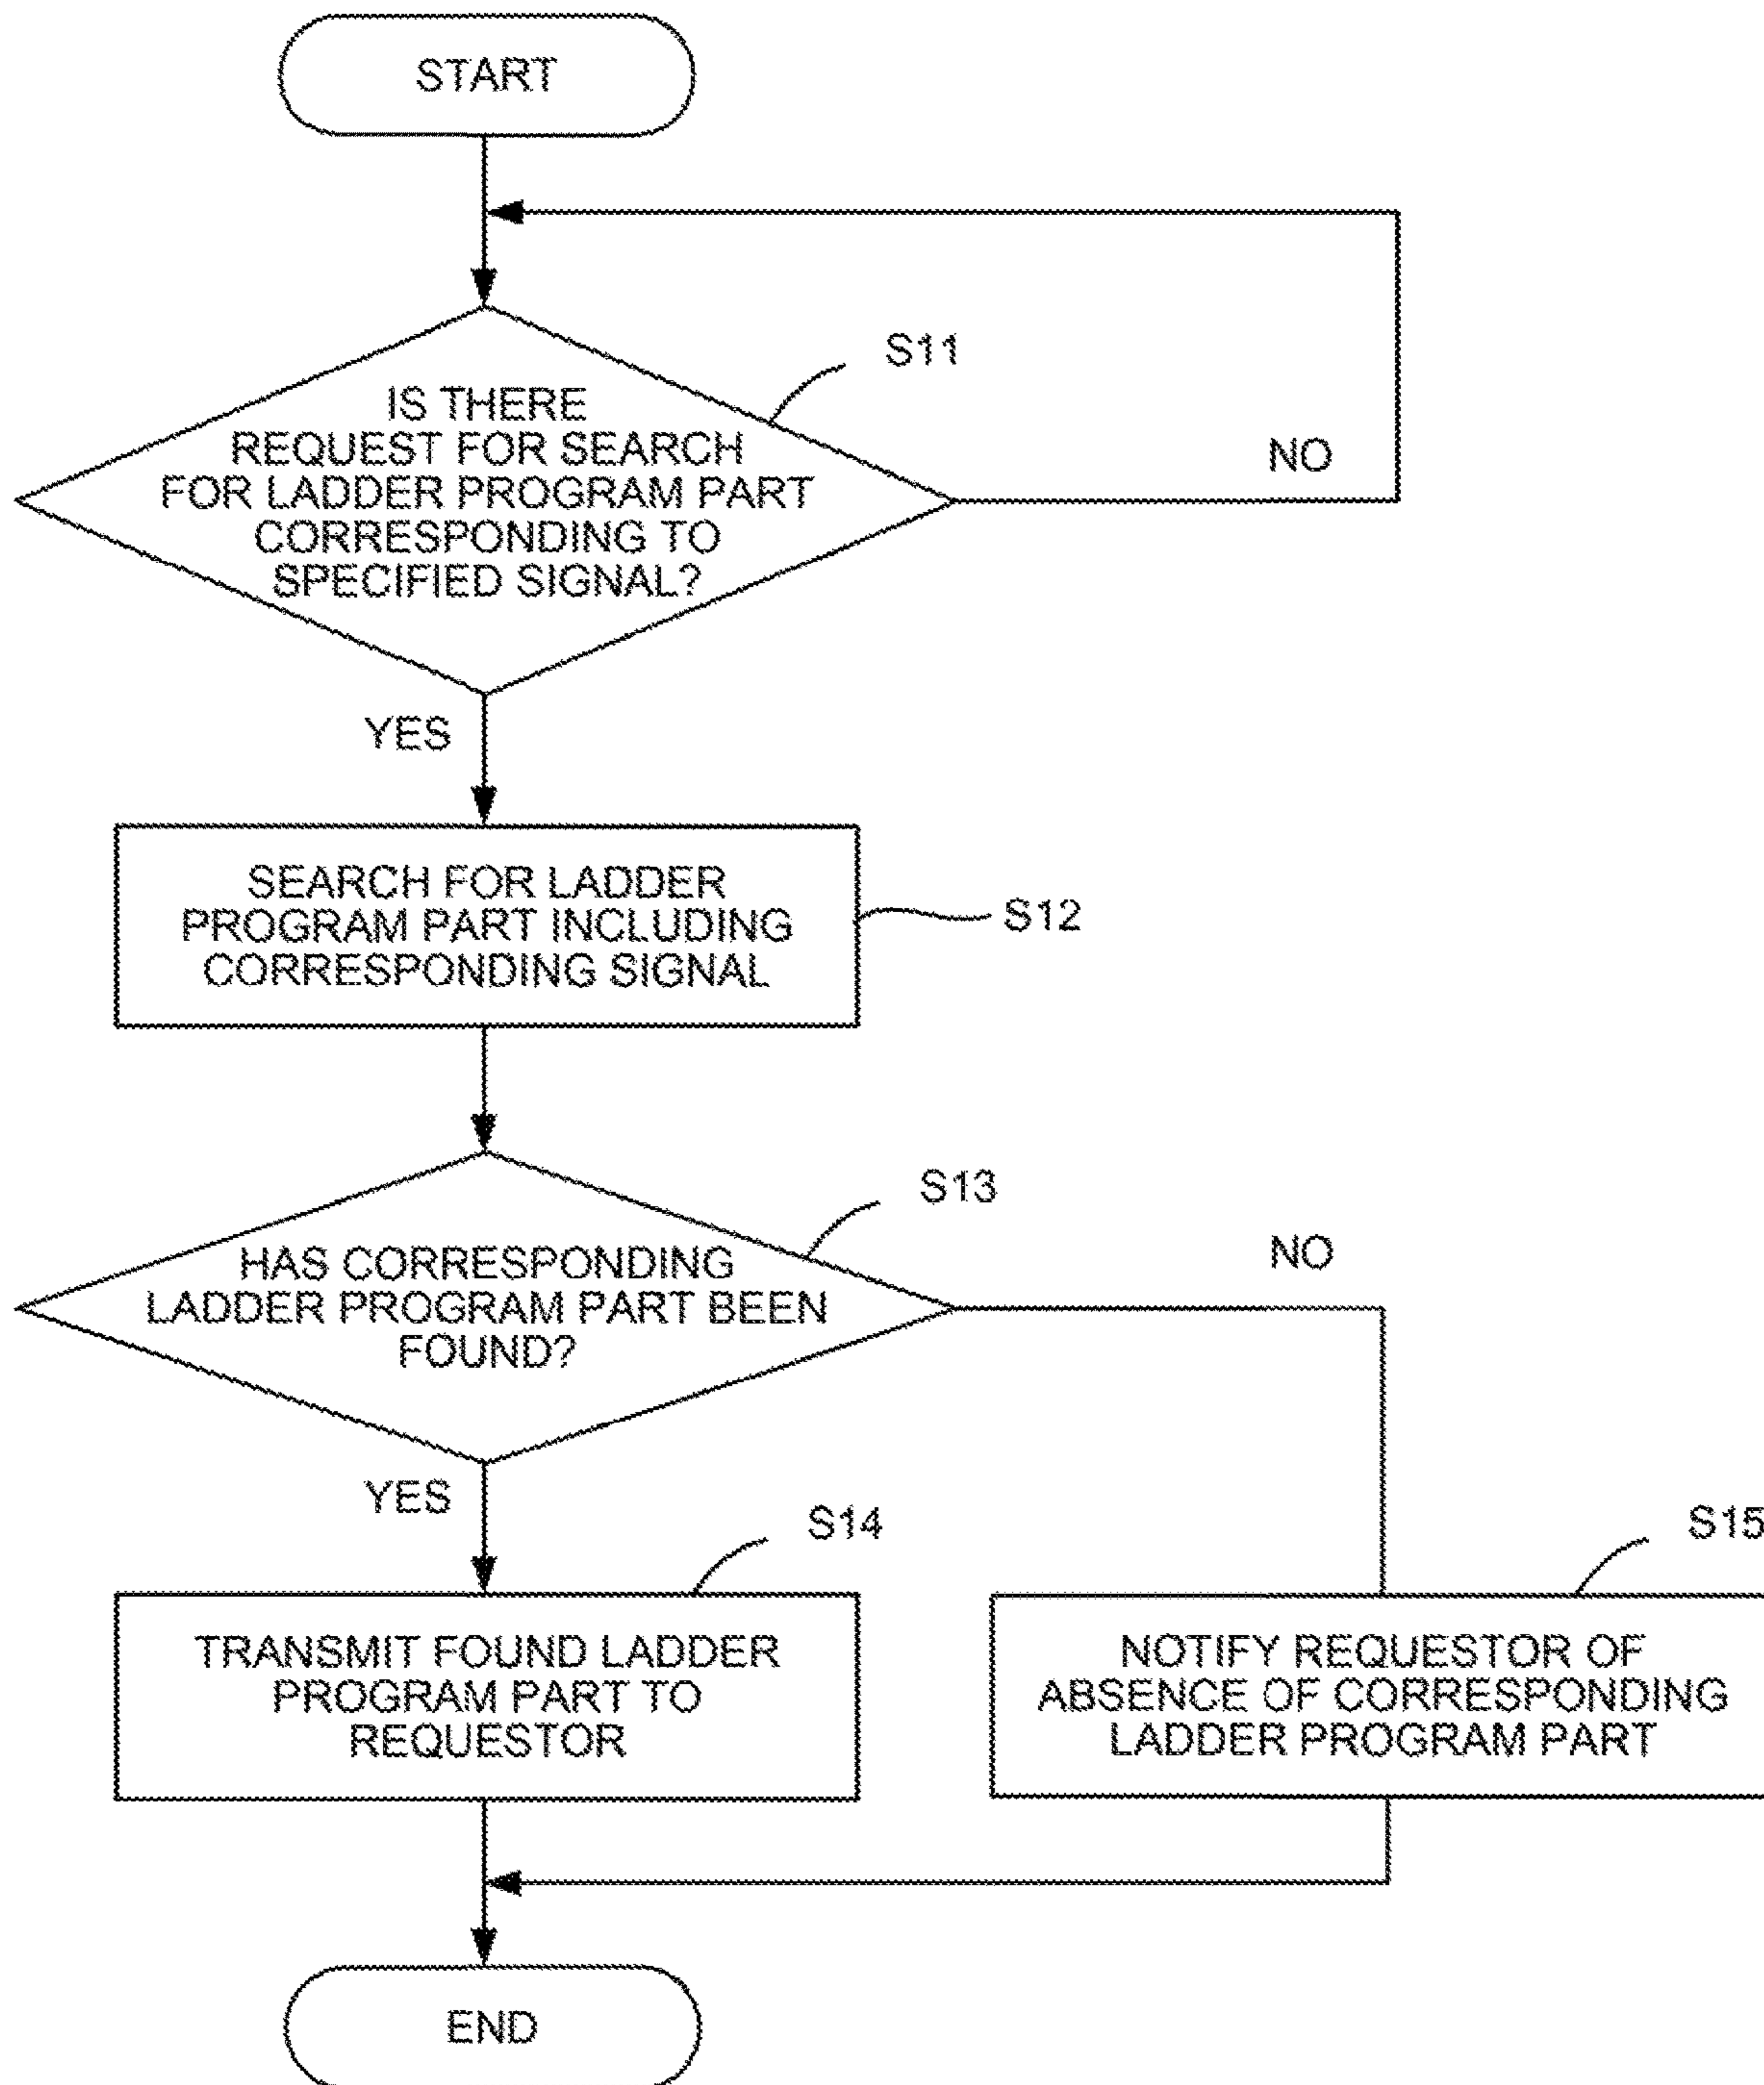 START
S11
IS THERE
REQUEST FOR SEARCH
FOR LADDER PROGRAM PART
CORRESPONDING TO
SPECIFIED SIGNAL?
NO
YES
SEARCH FOR LADDER
PROGRAM PART INCLUDING
CORRESPONDING SIGNAL
S12
S13
HAS CORRESPONDING
LADDER PROGRAM PART BEEN
FOUND?
NO
YES
S14
TRANSMIT FOUND LADDER
PROGRAM PART TO
REQUESTOR
S15
NOTIFY REQUESTOR OF
ABSENCE OF CORRESPONDING
LADDER PROGRAM PART
END